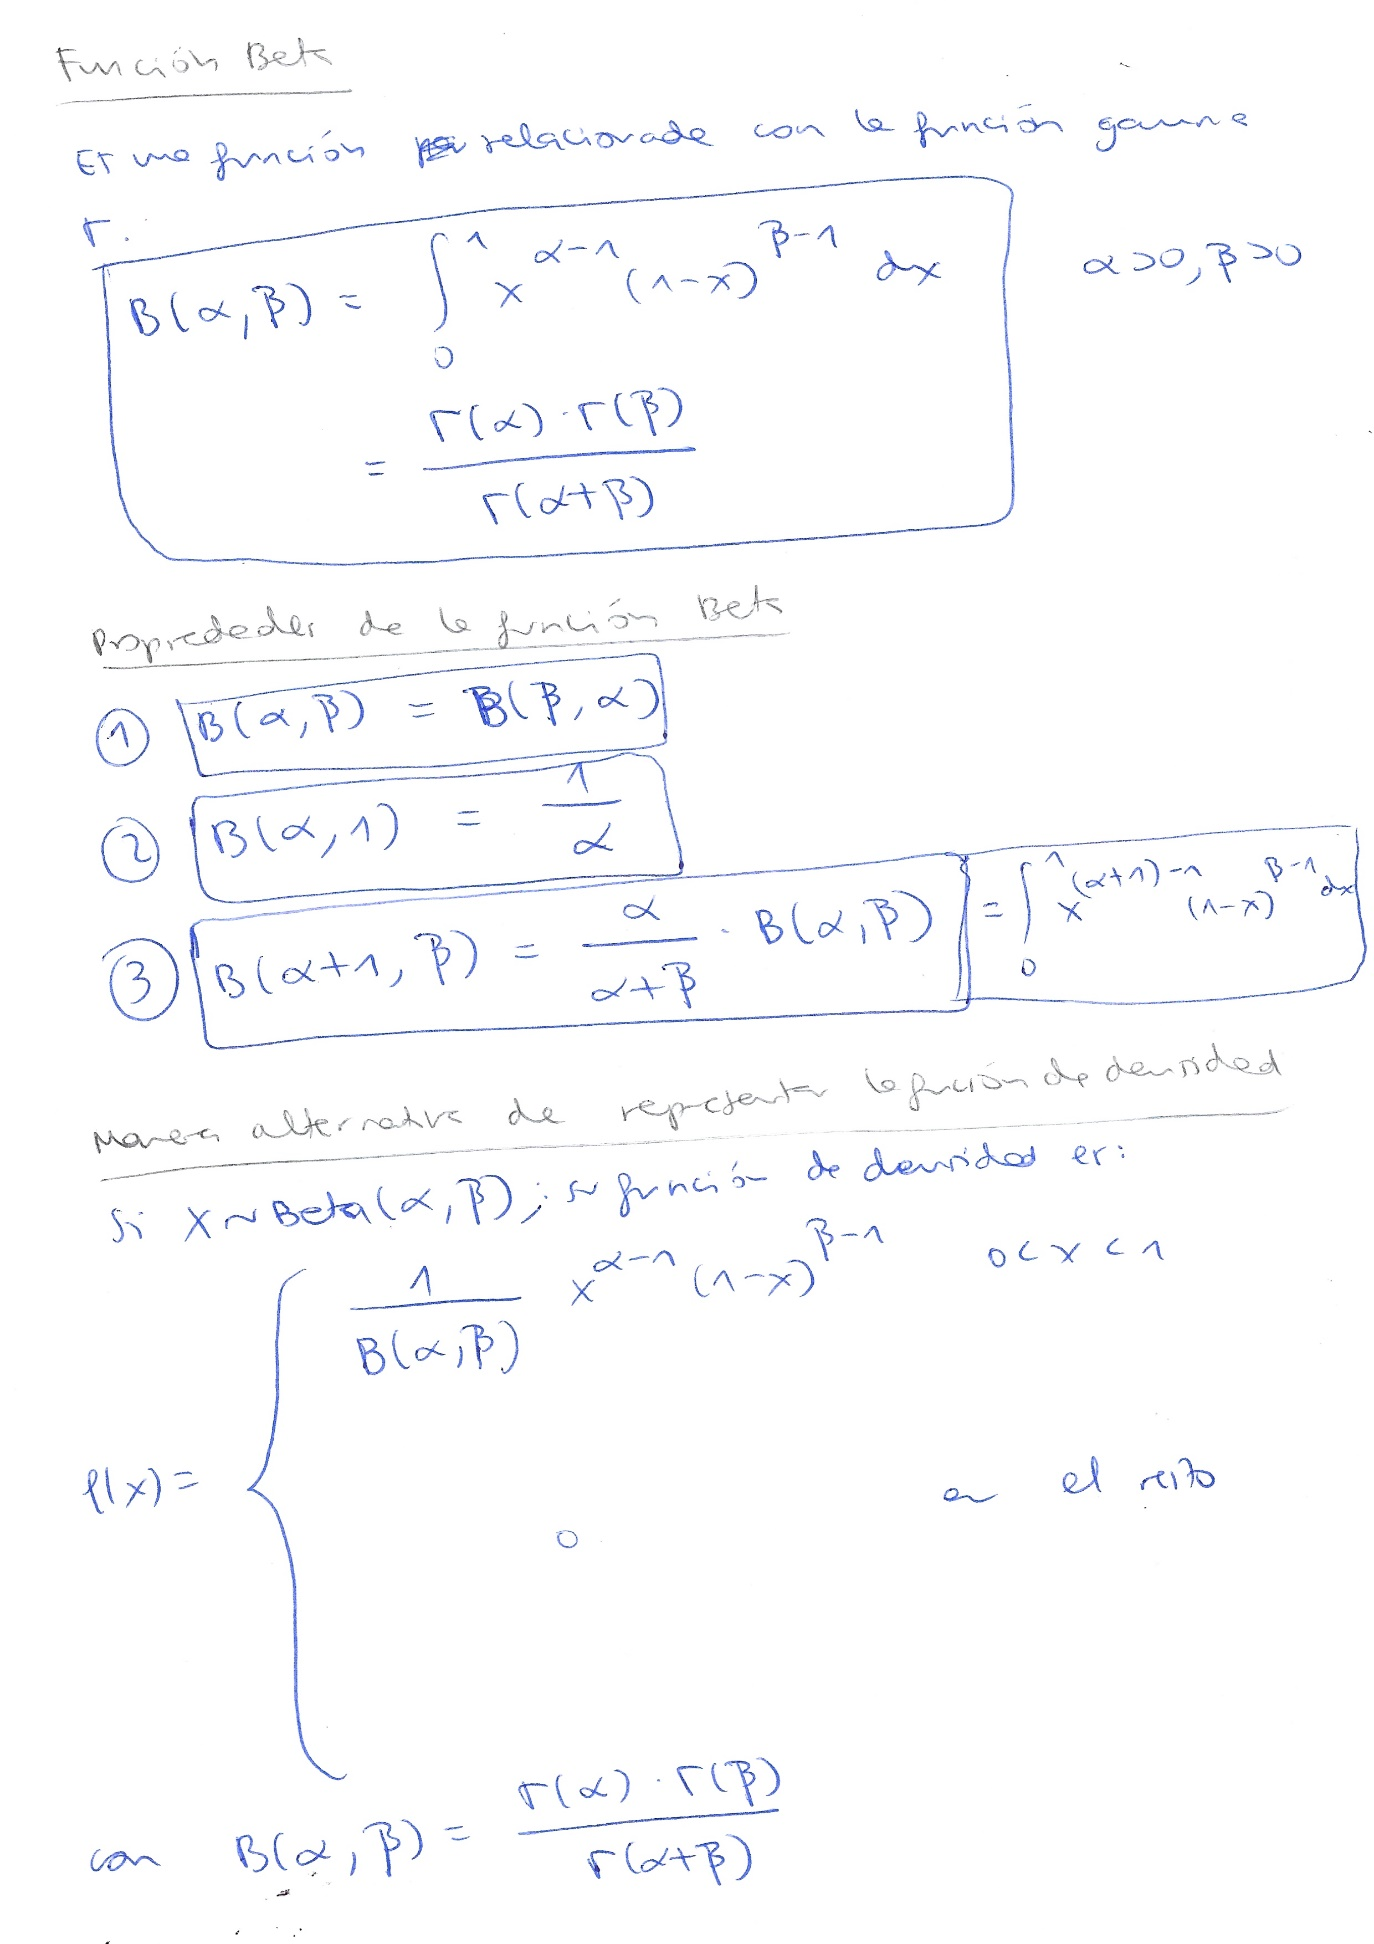 Función Beta
Es una función relacionada con la función gamma
Γ.
B(α,β) = ∫₀¹ x^(α-1) (1-x)^(β-1) dx α>0, β>0
= Γ(α)·Γ(β) / Γ(α+β)
Propiedades de la función Beta
① B(α,β) = B(β,α)
② B(α,1) = 1/α
③ B(α+1,β) = α/(α+β) · B(α,β) = ∫₀¹ x^((α+1)-1) (1-x)^(β-1) dx
Manera alternativa de representar la función de densidad
Si X~Beta(α,β); su función de densidad es:
1/B(α,β) x^(α-1) (1-x)^(β-1) 0<x<1
f(x) = { en el resto
0
con B(α,β) = Γ(α)·Γ(β) / Γ(α+β)